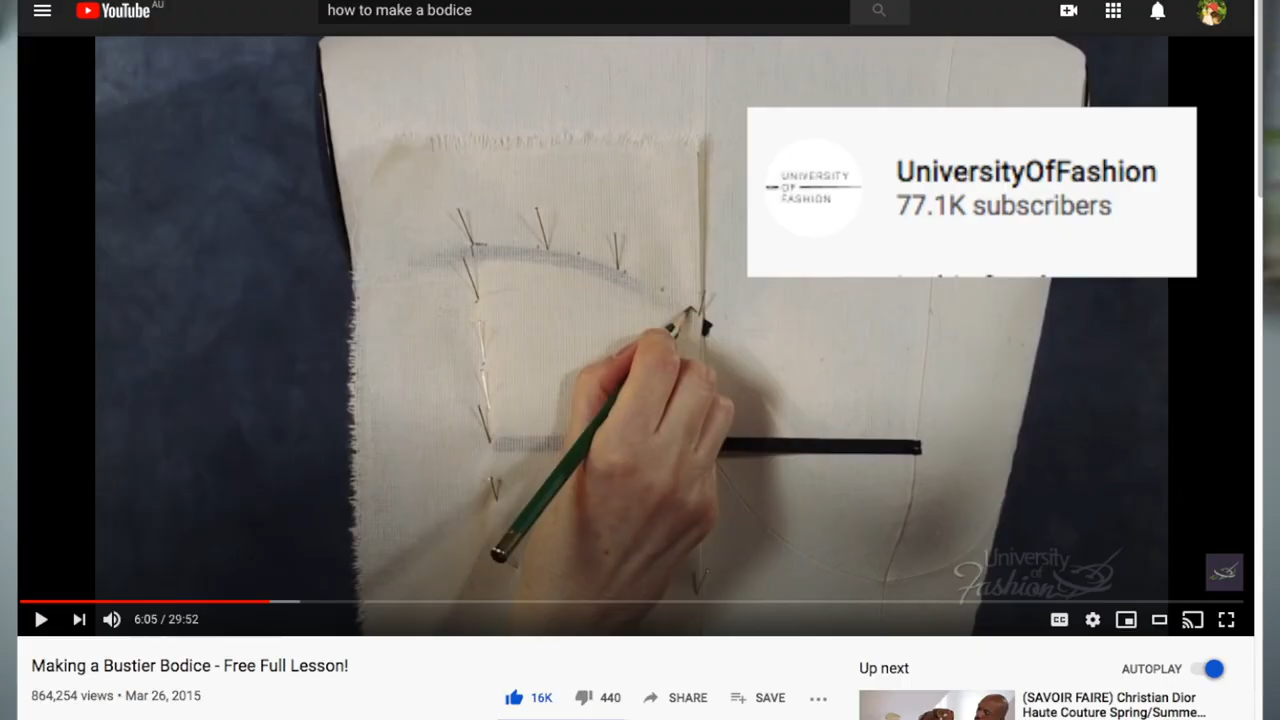 YouTube AU
how to make a bodice
UNIVERSITY
OF
FASHION
UniversityOfFashion
77.1K subscribers
University
of
Fashion
6:05 / 29:52
CC
Making a Bustier Bodice - Free Full Lesson!
864,254 views • Mar 26, 2015
16K
440
SHARE
SAVE
Up next
AUTOPLAY
(SAVOIR FAIRE) Christian Dior
Haute Couture Spring/Summe...